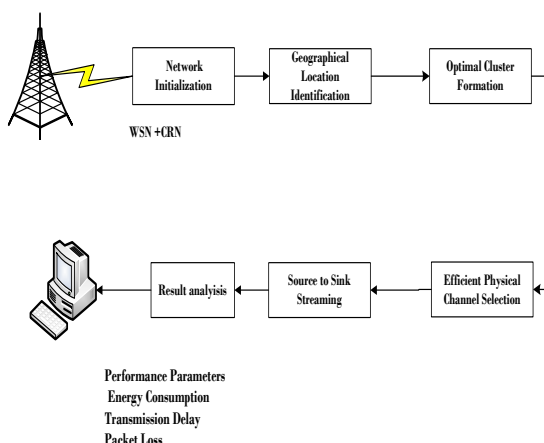 Network
Initialization
Geographical
Location
Identification
Optimal Cluster
Formation
WSN +CRN
Result analyisis
Source to Sink
Streaming
Efficient Physical
Channel Selection
Performance Parameters
Energy Consumption
Transmission Delay
Packet Loss